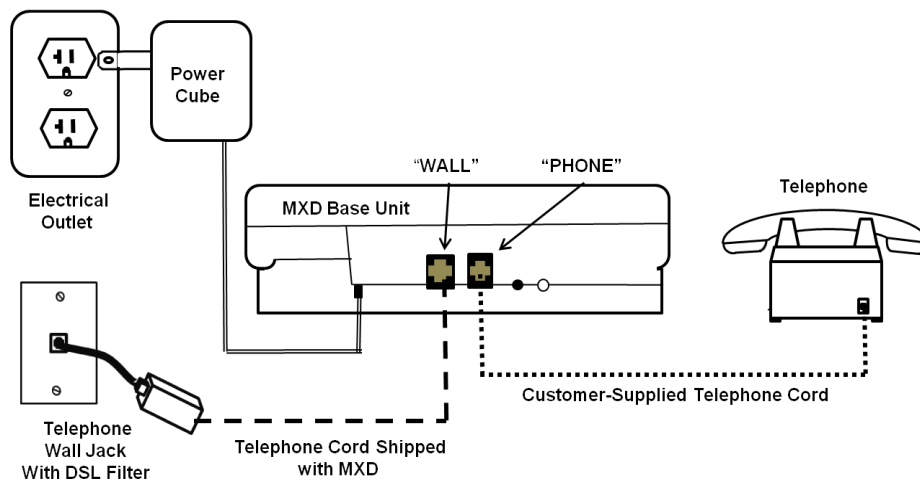 Power
Cube
"WALL"
"PHONE"
Electrical
Outlet
MXD Base Unit
Telephone
Customer-Supplied Telephone Cord
Telephone
Wall Jack
With DSL Filter
Telephone Cord Shipped
with MXD